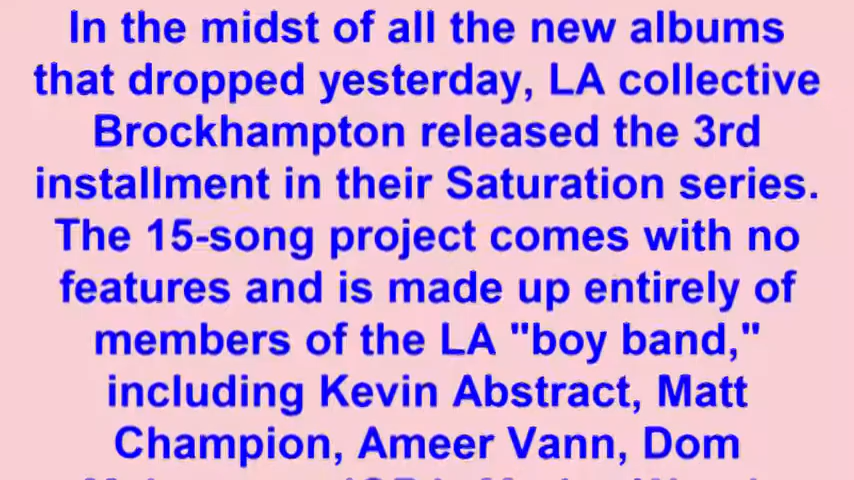 In the midst of all the new albums
that dropped yesterday, LA collective
Brockhampton released the 3rd
installment in their Saturation series.
The 15-song project comes with no
features and is made up entirely of
members of the LA "boy band,"
including Kevin Abstract, Matt
Champion, Ameer Vann, Dom